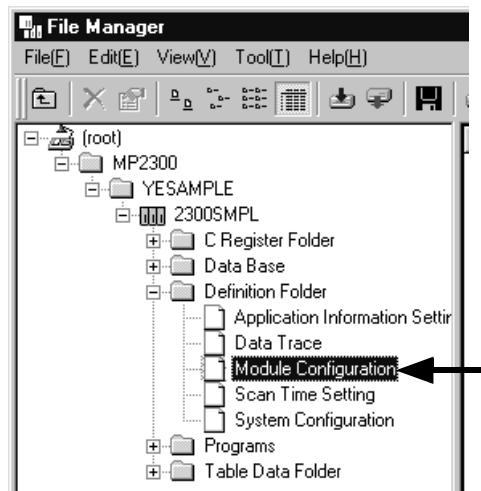 File Manager
File(F) Edit(E) View(V) Tool(T) Help(H)
(root)
MP2300
YESAMPLE
2300SMPL
C Register Folder
Data Base
Definition Folder
Application Information Settir
Data Trace
Module Configuration
Scan Time Setting
System Configuration
Programs
Table Data Folder